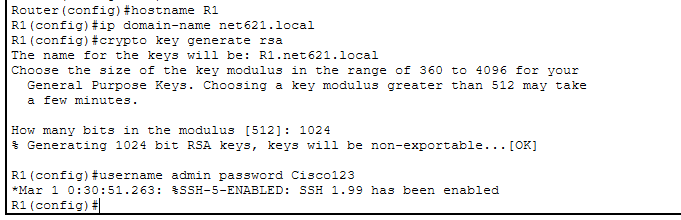 Router(config)#hostname R1
R1(config)#ip domain-name net621.local
R1(config)#crypto key generate rsa
The name for the keys will be: R1.net621.local
Choose the size of the key modulus in the range of 360 to 4096 for your
General Purpose Keys. Choosing a key modulus greater than 512 may take
a few minutes.
How many bits in the modulus [512]: 1024
% Generating 1024 bit RSA keys, keys will be non-exportable...[OK]
R1(config)#username admin password Cisco123
*Mar 1 0:30:51.263: %SSH-5-ENABLED: SSH 1.99 has been enabled
R1(config)#